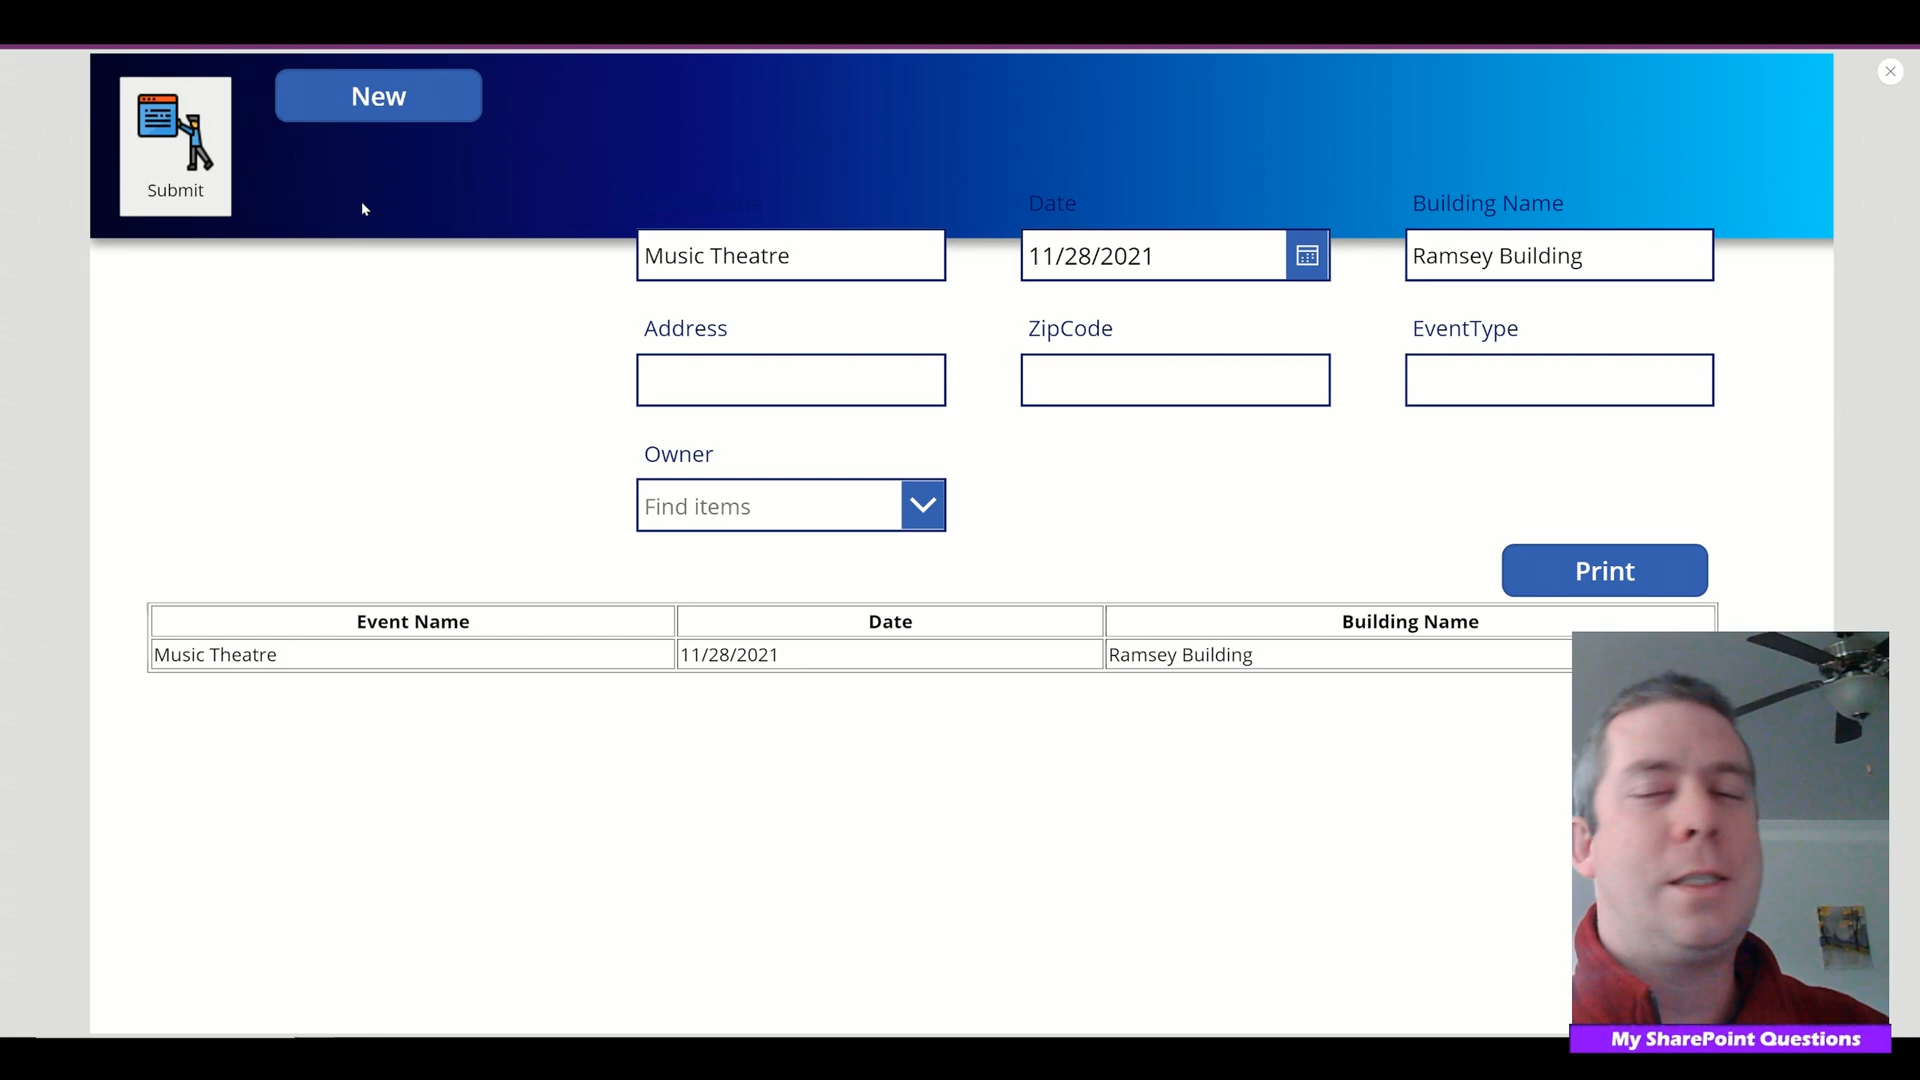 New
Submit
Date
Building Name
Music Theatre
11/28/2021
Ramsey Building
Address
ZipCode
EventType
Owner
Find items
Print
Event Name
Date
Building Name
Music Theatre
11/28/2021
Ramsey Building
My SharePoint Questions